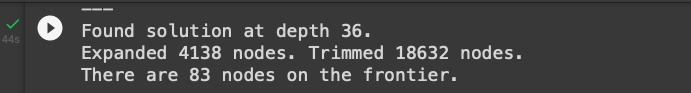 ———
Found solution at depth 36.
44s
Expanded 4138 nodes. Trimmed 18632 nodes.
There are 83 nodes on the frontier.